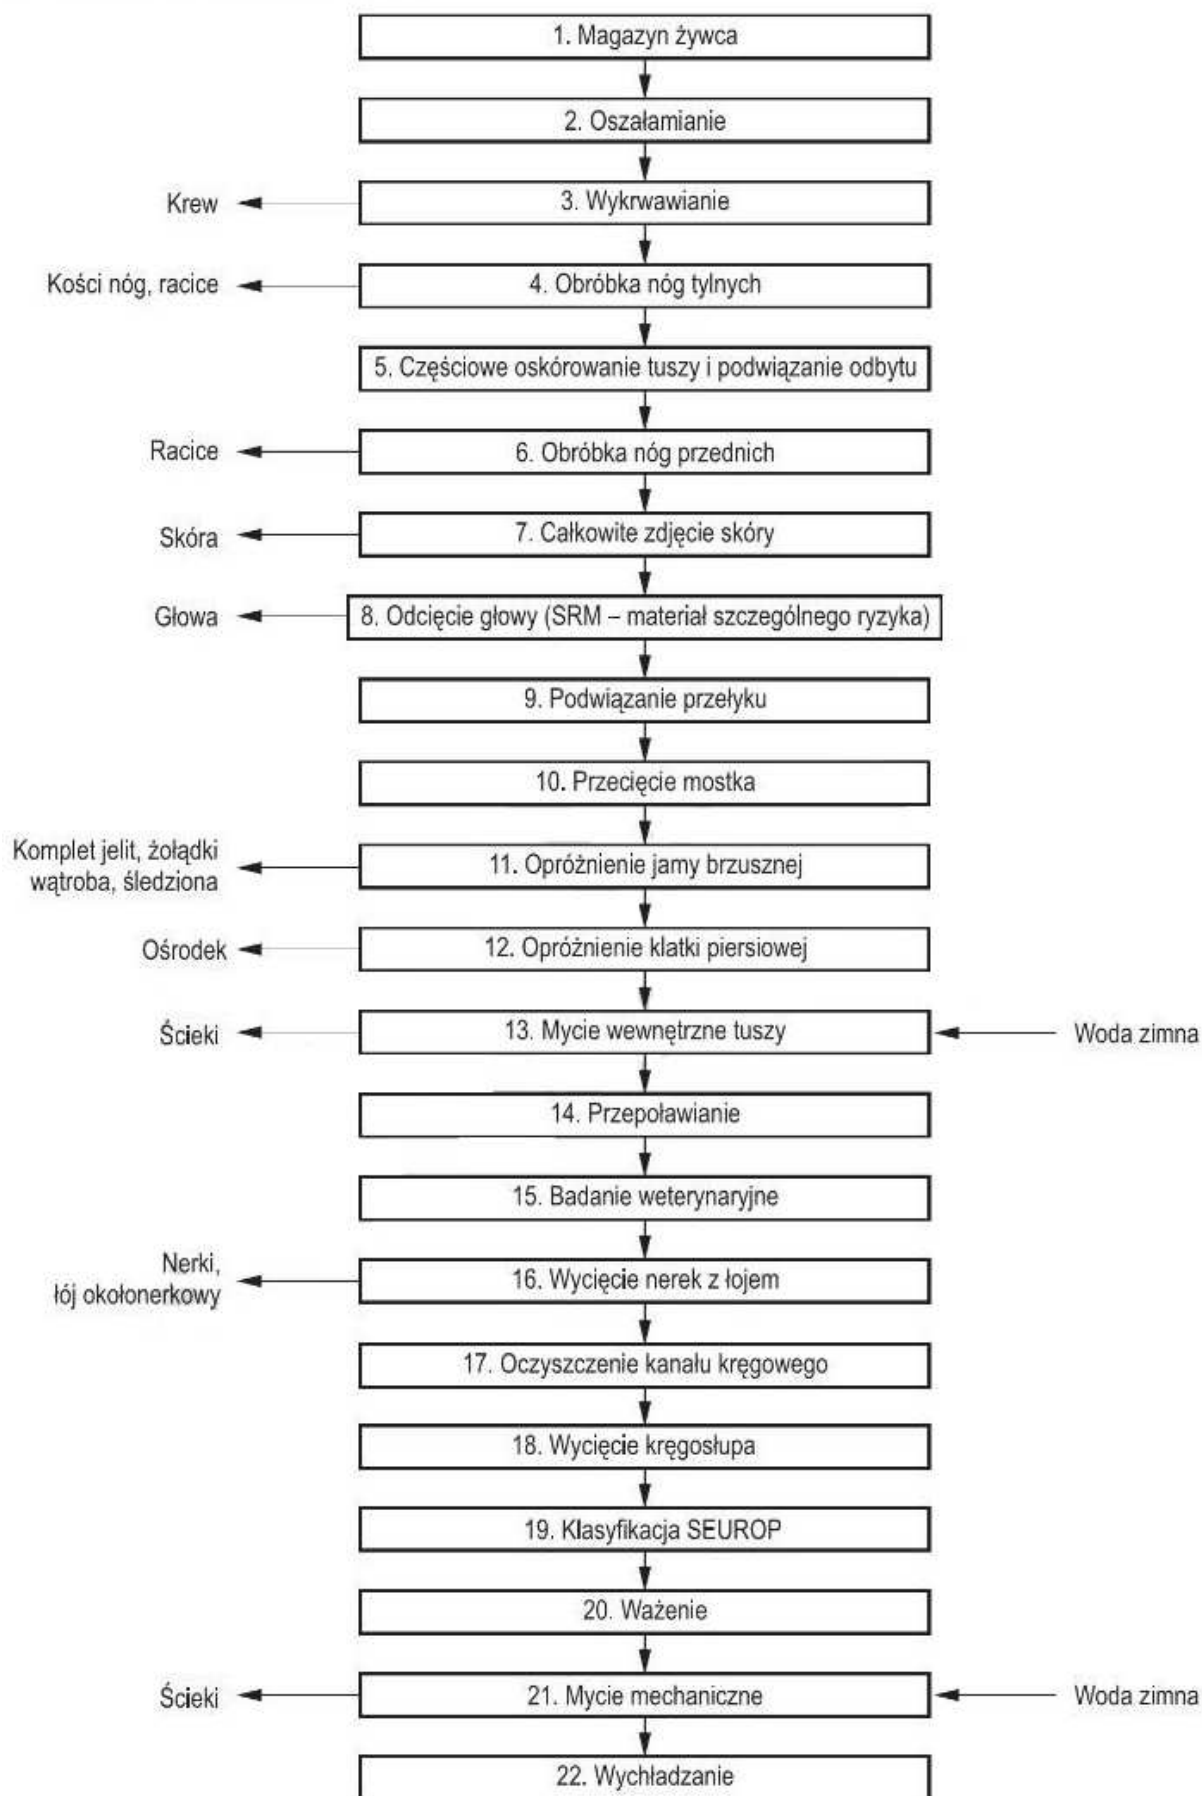 1. Magazyn żywca
2. Oszałamianie
Krew
3. Wykrwawianie
Kości nóg, racice
4. Obróbka nóg tylnych
5. Częściowe oskórowanie tuszy i podwiązanie odbytu
Racice
6. Obróbka nóg przednich
Skóra
7. Całkowite zdjęcie skóry
Głowa
8. Odcięcie głowy (SRM – materiał szczególnego ryzyka)
9. Podwiązanie przełyku
10. Przecięcie mostka
Komplet jelit, żołądki
wątroba, śledziona
11. Opróżnienie jamy brzusznej
Ośrodek
12. Opróżnienie klatki piersiowej
Ścieki
13. Mycie wewnętrzne tuszy
Woda zimna
14. Przepoławianie
15. Badanie weterynaryjne
Nerki,
łój okołonerkowy
16. Wycięcie nerek z łojem
17. Oczyszczenie kanału kręgowego
18. Wycięcie kręgosłupa
19. Klasyfikacja SEUROP
20. Ważenie
Ścieki
21. Mycie mechaniczne
Woda zimna
22. Wychładzanie